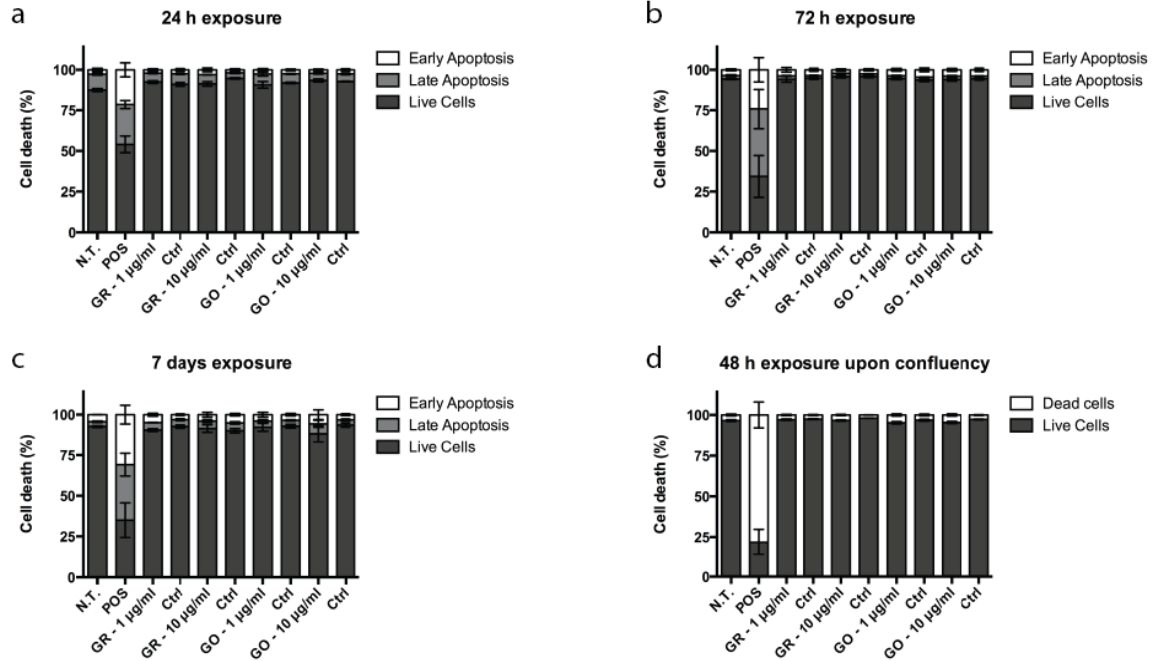 a
24 h exposure
100
75
50
25
0
Cell death (%)
N.T.
POS
GR - 1 µg/ml
Ctrl
GR - 10 µg/ml
Ctrl
GO - 1 µg/ml
Ctrl
GO - 10 µg/ml
Ctrl
Early Apoptosis
Late Apoptosis
Live Cells
b
72 h exposure
100
75
50
25
0
Cell death (%)
N.T.
POS
GR - 1 µg/ml
Ctrl
GR - 10 µg/ml
Ctrl
GO - 1 µg/ml
Ctrl
GO - 10 µg/ml
Ctrl
Early Apoptosis
Late Apoptosis
Live Cells
c
7 days exposure
100
75
50
25
0
Cell death (%)
N.T.
POS
GR - 1 µg/ml
Ctrl
GR - 10 µg/ml
Ctrl
GO - 1 µg/ml
Ctrl
GO - 10 µg/ml
Ctrl
Early Apoptosis
Late Apoptosis
Live Cells
d
48 h exposure upon confluency
100
75
50
25
0
Cell death (%)
N.T.
POS
GR - 1 µg/ml
Ctrl
GR - 10 µg/ml
Ctrl
GO - 1 µg/ml
Ctrl
GO - 10 µg/ml
Ctrl
Dead cells
Live Cells